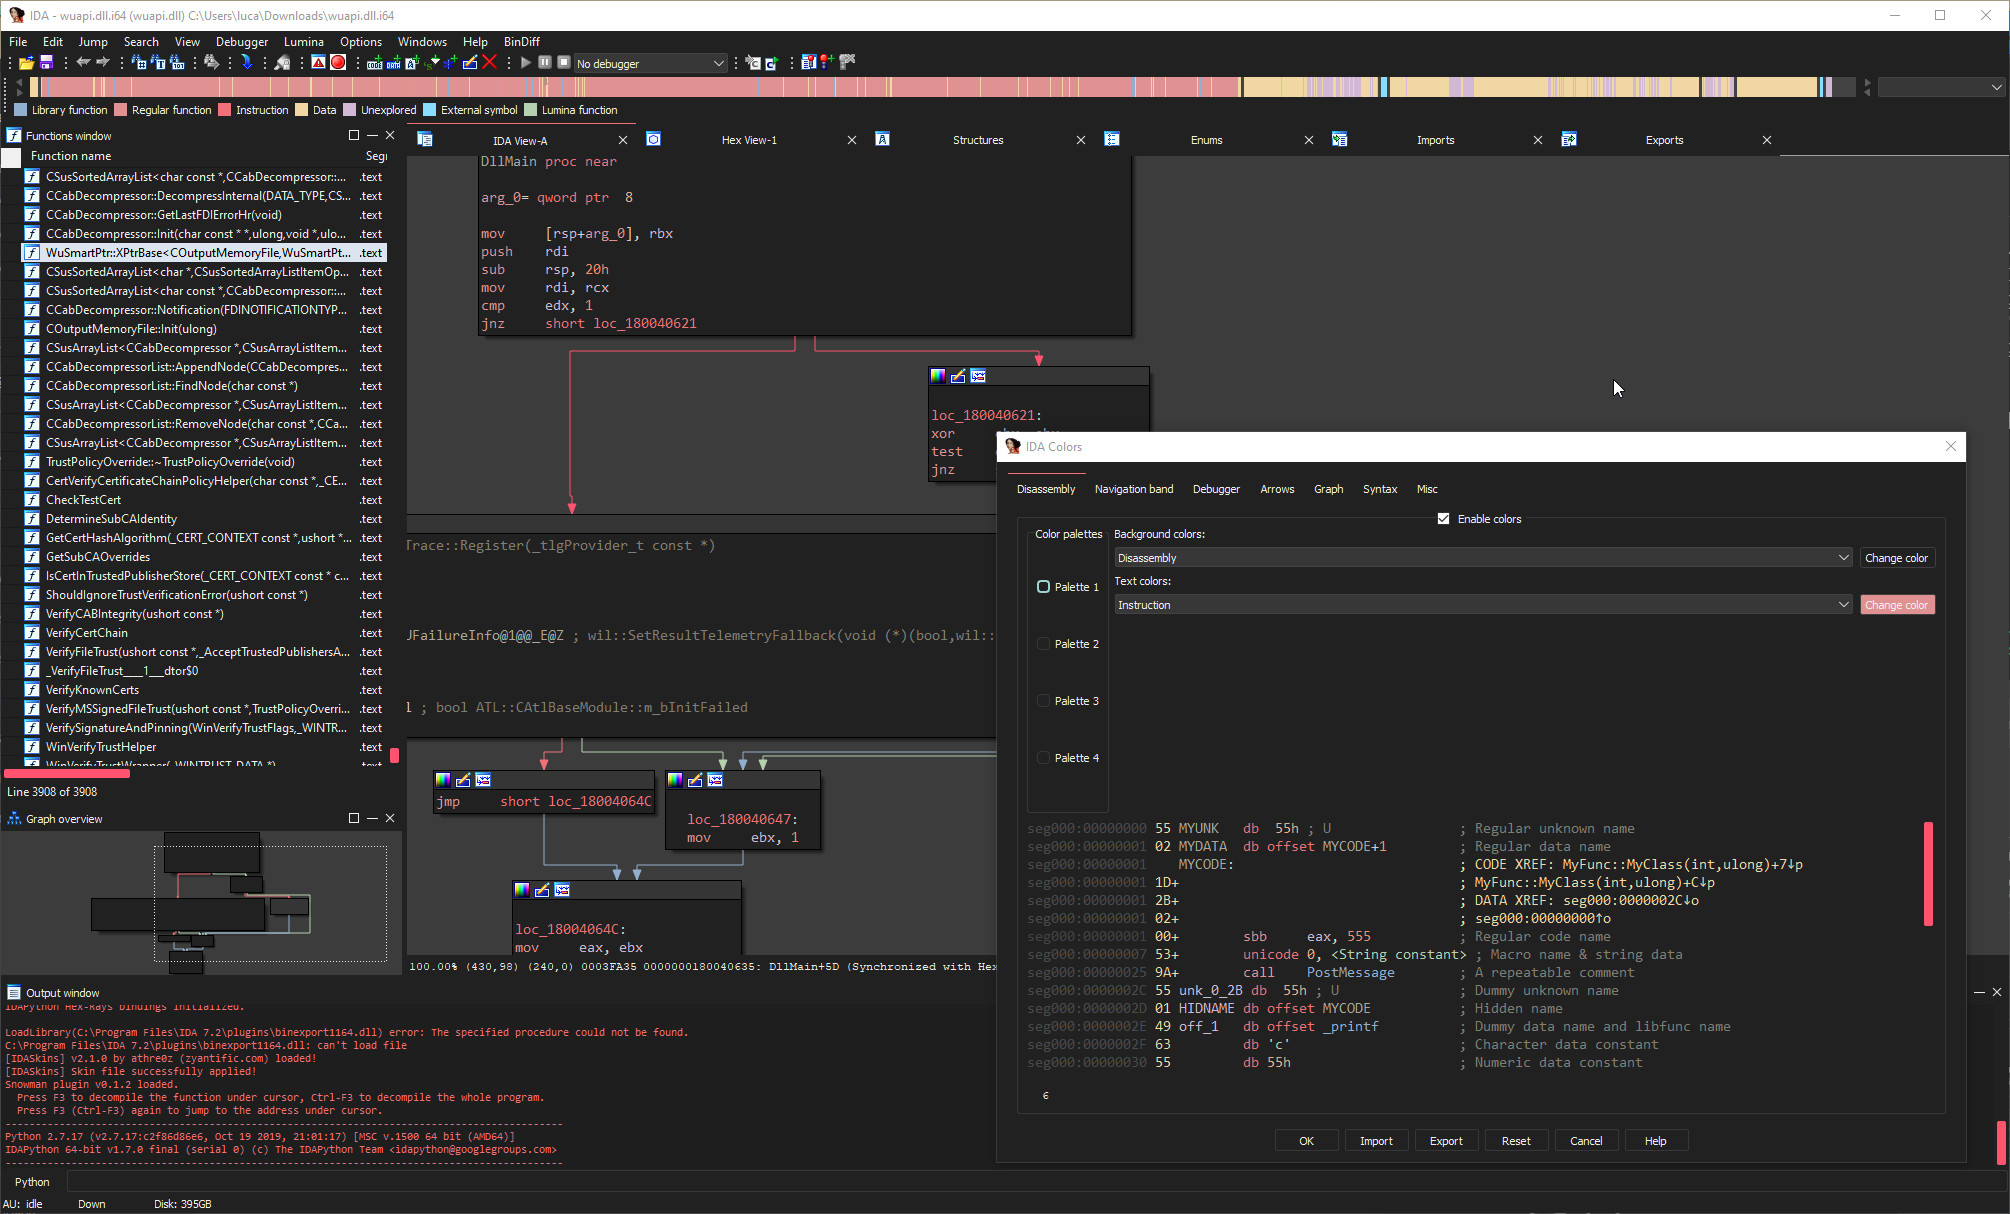 IDA - wuapi.dll.i64 (wuapi.dll) C:\Users\luca\Downloads\wuapi.dll.i64
File Edit Jump Search View Debugger Lumina Options Windows Help BinDiff
No debugger
Library function Regular function Instruction Data Unexplored External symbol Lumina function
Functions window
Function name Segr
CSusSortedArrayList<char const *,CCabDecompressor::... .text
CCabDecompressor::DecompressInternal(DATA_TYPE,CS... .text
CCabDecompressor::GetLastFDIErrorHr(void) .text
CCabDecompressor::Init(char const * *,ulong,void *,ulo... .text
WuSmartPtr::XPtrBase<COutputMemoryFile,WuSmartPt... .text
CSusSortedArrayList<char *,CSusSortedArrayListItemOp... .text
CSusSortedArrayList<char const *,CCabDecompressor::... .text
CCabDecompressor::Notification(FDINOTIFICATIONTYP... .text
COutputMemoryFile::Init(ulong) .text
CSusArrayList<CCabDecompressor *,CSusArrayListItem... .text
CCabDecompressorList::AppendNode(CCabDecompres... .text
CCabDecompressorList::FindNode(char const *) .text
CSusArrayList<CCabDecompressor *,CSusArrayListItem... .text
CCabDecompressorList::RemoveNode(char const *,CCa... .text
CSusArrayList<CCabDecompressor *,CSusArrayListItem... .text
TrustPolicyOverride::~TrustPolicyOverride(void) .text
CertVerifyCertificateChainPolicyHelper(char const *,_CE... .text
CheckTestCert .text
DetermineSubCAIdentity .text
GetCertHashAlgorithm(_CERT_CONTEXT const *,ushort *... .text
GetSubCAOverrides .text
IsCertInTrustedPublisherStore(_CERT_CONTEXT const * c... .text
ShouldIgnoreTrustVerificationError(ushort const *) .text
VerifyCABIntegrity(ushort const *) .text
VerifyCertChain .text
VerifyFileTrust(ushort const *,_AcceptTrustedPublishersA... .text
_VerifyFileTrust____1___dtor$0 .text
VerifyKnownCerts .text
VerifyMSSignedFileTrust(ushort const *,TrustPolicyOverri... .text
VerifySignatureAndPinning(WinVerifyTrustFlags,_WINTR... .text
WinVerifyTrustHelper .text
WinVerifyTrustWrapper(_WINTRUST_DATA *) .text
Line 3908 of 3908
Graph overview
IDA View-A Hex View-1 Structures Enums Imports Exports
DllMain proc near
arg_0= qword ptr  8
mov     [rsp+arg_0], rbx
push    rdi
sub     rsp, 20h
mov     rdi, rcx
cmp     edx, 1
jnz     short loc_180040621
loc_180040621:
xor
test
jnz
Trace::Register(_tlgProvider_t const *)
JFailureInfo@1@@_E@Z ; wil::SetResultTelemetryFallback(void (*)(bool,wil::
l ; bool ATL::CAtlBaseModule::m_bInitFailed
jmp     short loc_18004064C
loc_180040647:
mov     ebx, 1
loc_18004064C:
mov     eax, ebx
100.00% (430,98) (240,0) 0003FA35 0000000180040635: DllMain+5D (Synchronized with Hex
IDA Colors
Disassembly Navigation band Debugger Arrows Graph Syntax Misc
Enable colors
Color palettes
Palette 1
Palette 2
Palette 3
Palette 4
Background colors:
Disassembly Change color
Text colors:
Instruction Change color
seg000:00000000 55 MYUNK   db  55h ; U                ; Regular unknown name
seg000:00000001 02 MYDATA  db offset MYCODE+1         ; Regular data name
seg000:00000001    MYCODE:                            ; CODE XREF: MyFunc::MyClass(int,ulong)+7↓p
seg000:00000001 1D+                                   ; MyFunc::MyClass(int,ulong)+C↓p
seg000:00000001 2B+                                   ; DATA XREF: seg000:0000002C↓o
seg000:00000001 02+                                   ; seg000:00000000↑o
seg000:00000001 00+        sbb     eax, 555           ; Regular code name
seg000:00000007 53+        unicode 0, <String constant> ; Macro name & string data
seg000:00000025 9A+        call    PostMessage        ; A repeatable comment
seg000:0000002C 55 unk_0_2B db  55h ; U               ; Dummy unknown name
seg000:0000002D 01 HIDNAME db offset MYCODE           ; Hidden name
seg000:0000002E 49 off_1   db offset _printf          ; Dummy data name and libfunc name
seg000:0000002F 63         db 'c'                     ; Character data constant
seg000:00000030 55         db 55h                     ; Numeric data constant
OK Import Export Reset Cancel Help
Output window
IDAPython Hex-Rays bindings initialized.
LoadLibrary(C:\Program Files\IDA 7.2\plugins\binexport1164.dll) error: The specified procedure could not be found.
C:\Program Files\IDA 7.2\plugins\binexport1164.dll: can't load file
[IDASkins] v2.1.0 by athre0z (zyantific.com) loaded!
[IDASkins] Skin file successfully applied!
Snowman plugin v0.1.2 loaded.
Press F3 to decompile the function under cursor, Ctrl-F3 to decompile the whole program.
Press F3 (Ctrl-F3) again to jump to the address under cursor.
Python 2.7.17 (v2.7.17:c2f86d86e6, Oct 19 2019, 21:01:17) [MSC v.1500 64 bit (AMD64)]
IDAPython 64-bit v1.7.0 final (serial 0) (c) The IDAPython Team <idapython@googlegroups.com>
Python
AU: idle Down Disk: 395GB